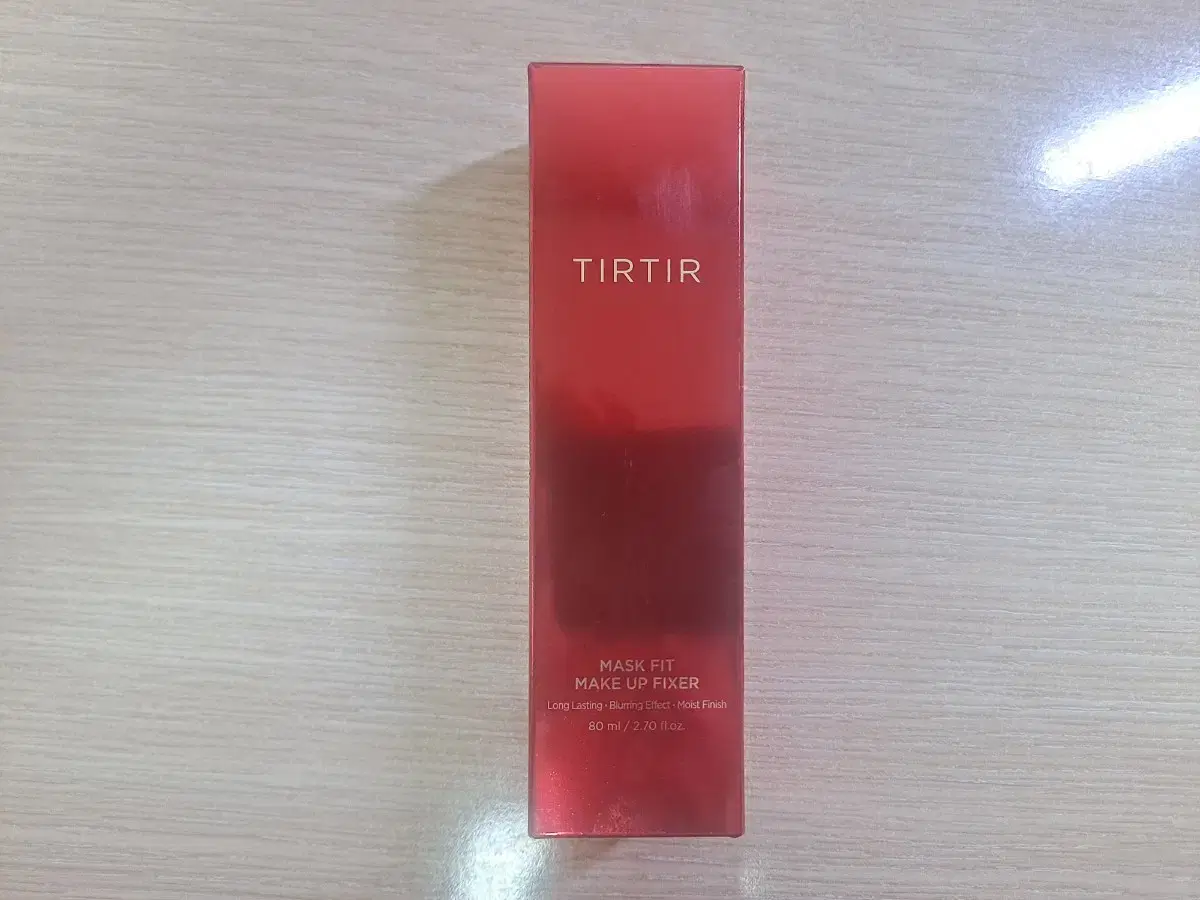 TIRTIR
MASK FIT
MAKE UP FIXER
Long Lasting · Blurring Effect · Moist Finish
80 ml / 2.70 fl.oz.